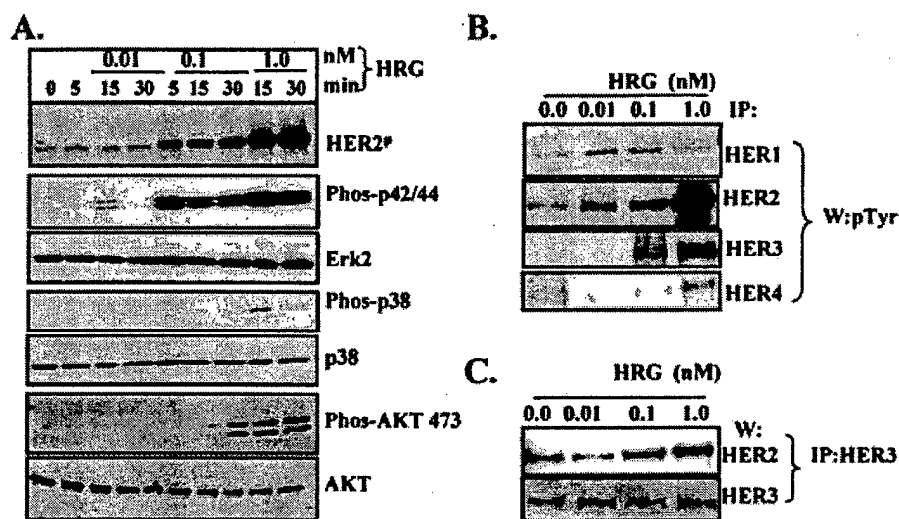 A.
0.01 0.1 1.0 nM
0 5 15 30 5 15 30 15 30 min
HRG
HER2#
Phos-p42/44
Erk2
Phos-p38
p38
Phos-AKT 473
AKT
B.
HRG (nM)
0.0 0.01 0.1 1.0 IP:
HER1
HER2
HER3
HER4
W:pTyr
C.
HRG (nM)
0.0 0.01 0.1 1.0
W:
HER2
HER3
IP:HER3